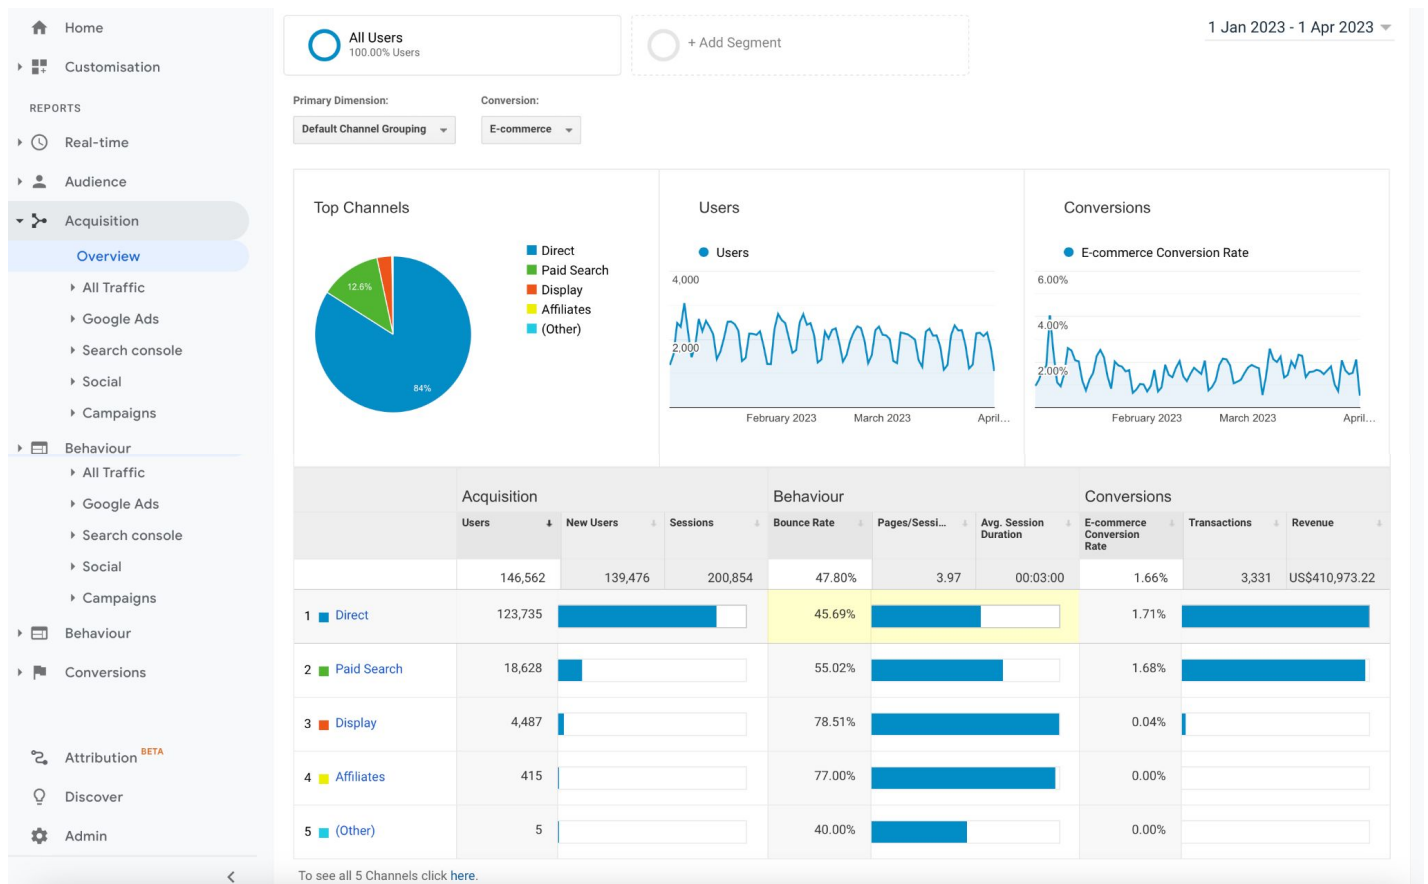 Home
Customisation
REPORTS
Real-time
Audience
Acquisition
Overview
All Traffic
Google Ads
Search console
Social
Campaigns
Behaviour
All Traffic
Google Ads
Search console
Social
Campaigns
Behaviour
Conversions
Attribution BETA
Discover
Admin
All Users
100.00% Users
+ Add Segment
1 Jan 2023 - 1 Apr 2023
Primary Dimension:
Conversion:
Default Channel Grouping
E-commerce
Top Channels
12.6%
84%
Direct
Paid Search
Display
Affiliates
(Other)
Users
Users
4,000
2,000
February 2023 March 2023 April...
Conversions
E-commerce Conversion Rate
6.00%
4.00%
2.00%
February 2023 March 2023 April...
Acquisition Behaviour Conversions
Users New Users Sessions Bounce Rate Pages/Sessi... Avg. Session Duration E-commerce Conversion Rate Transactions Revenue
146,562 139,476 200,854 47.80% 3.97 00:03:00 1.66% 3,331 US$410,973.22
1 Direct 123,735 45.69% 1.71%
2 Paid Search 18,628 55.02% 1.68%
3 Display 4,487 78.51% 0.04%
4 Affiliates 415 77.00% 0.00%
5 (Other) 5 40.00% 0.00%
To see all 5 Channels click here.